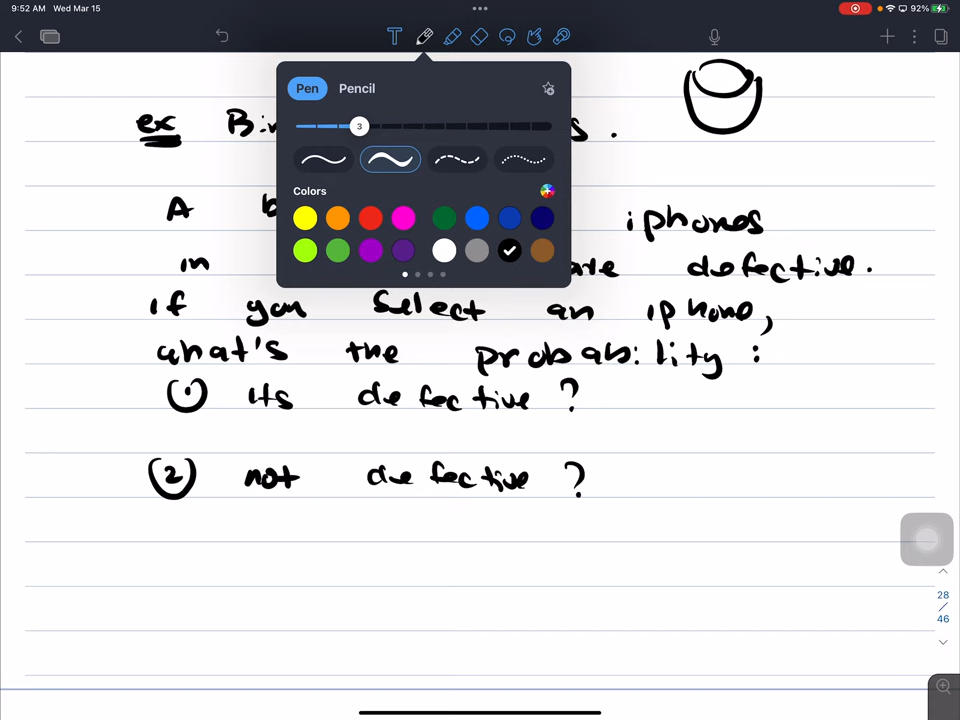 9:52 AM Wed Mar 15
92%
T
Pen Pencil
3
Colors
ex
A iphones
in are defective.
if you select an iphone,
what's the probability :
① its defective ?
② not defective ?
28
/
46